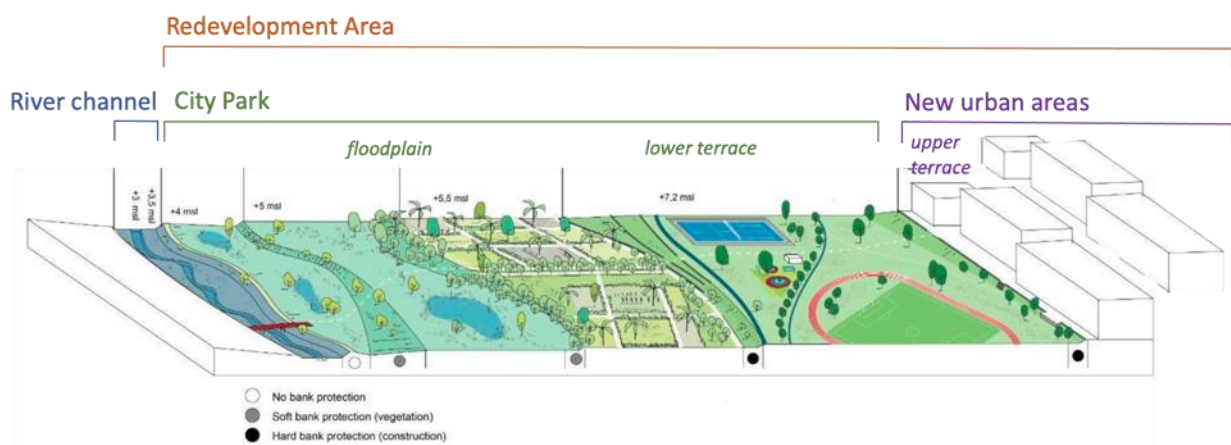 Redevelopment Area
River channel
City Park
New urban areas
floodplain
lower terrace
upper
terrace
+3 msl
+3,5 msl
+4 msl
+5 msl
+5,5 msl
+7,2 msl
No bank protection
Soft bank protection (vegetation)
Hard bank protection (construction)